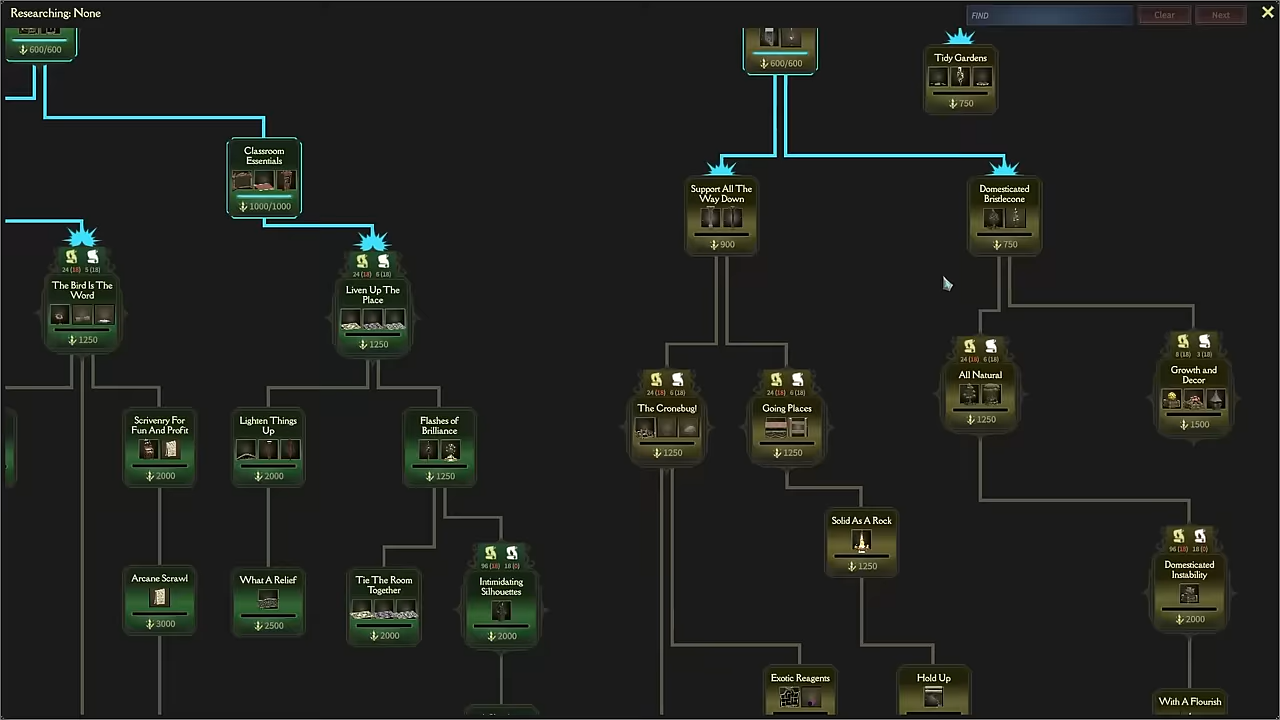 Researching: None
FIND
Clear
Next
600/600
600/600
Tidy Gardens
750
Classroom
Essentials
1000/1000
Support All The
Way Down
900
Domesticated
Bristlecone
750
24 (18) 5 (18)
The Bird Is The
Word
1250
24 (18) 6 (18)
Liven Up The
Place
1250
24 (18) 6 (18)
All Natural
1250
8 (18) 3 (18)
Growth and
Decor
1500
24 (18) 6 (18)
The Cronebug!
1250
24 (18) 6 (18)
Going Places
1250
Scrivenry For
Fun And Profit
2000
Lighten Things
Up
2000
Flashes of
Brilliance
1250
Solid As A Rock
1250
96 (18) 18 (0)
Domesticated
Instability
2000
Arcane Scrawl
3000
What A Relief
2500
Tie The Room
Together
2000
96 (18) 18 (0)
Intimidating
Silhouettes
2000
Exotic Reagents
Hold Up
With A Flourish